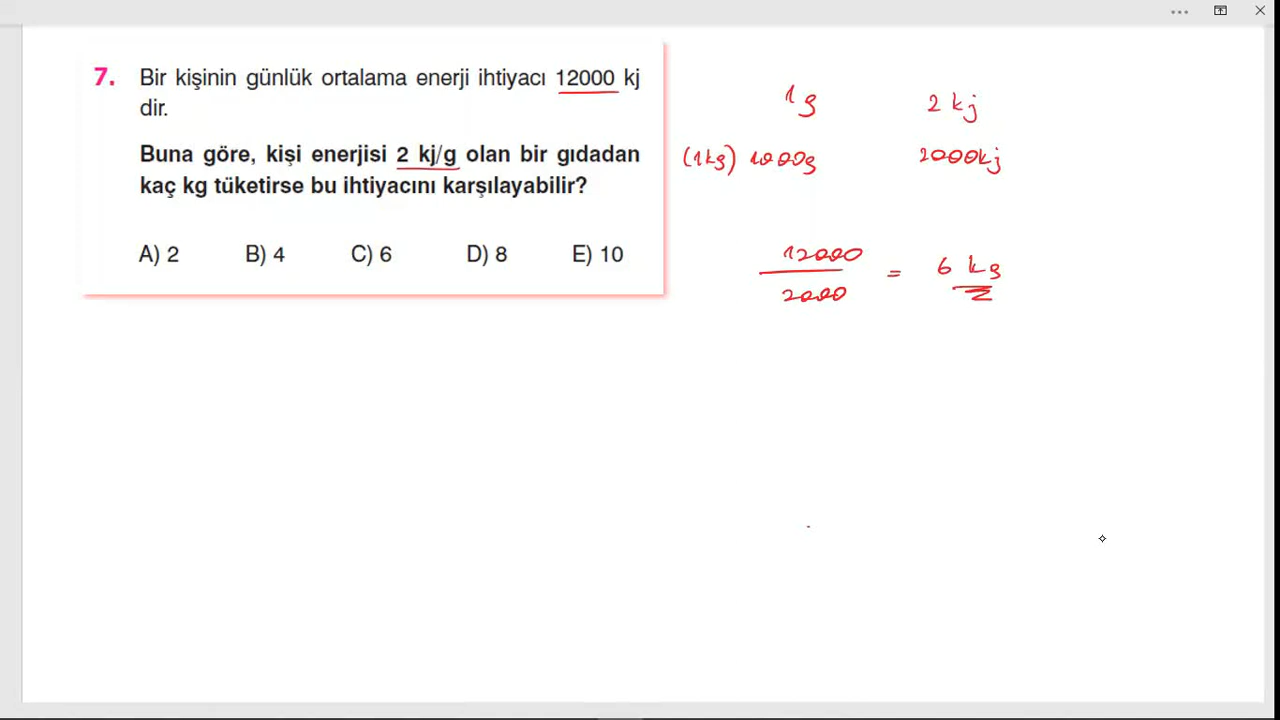 7. Bir kişinin günlük ortalama enerji ihtiyacı 12000 kj
dir.
Buna göre, kişi enerjisi 2 kj/g olan bir gıdadan
kaç kg tüketirse bu ihtiyacını karşılayabilir?
A) 2 B) 4 C) 6 D) 8 E) 10
1g 2 kj
(1kg) 1000g 2000kj
12000
2000
= 6 kg